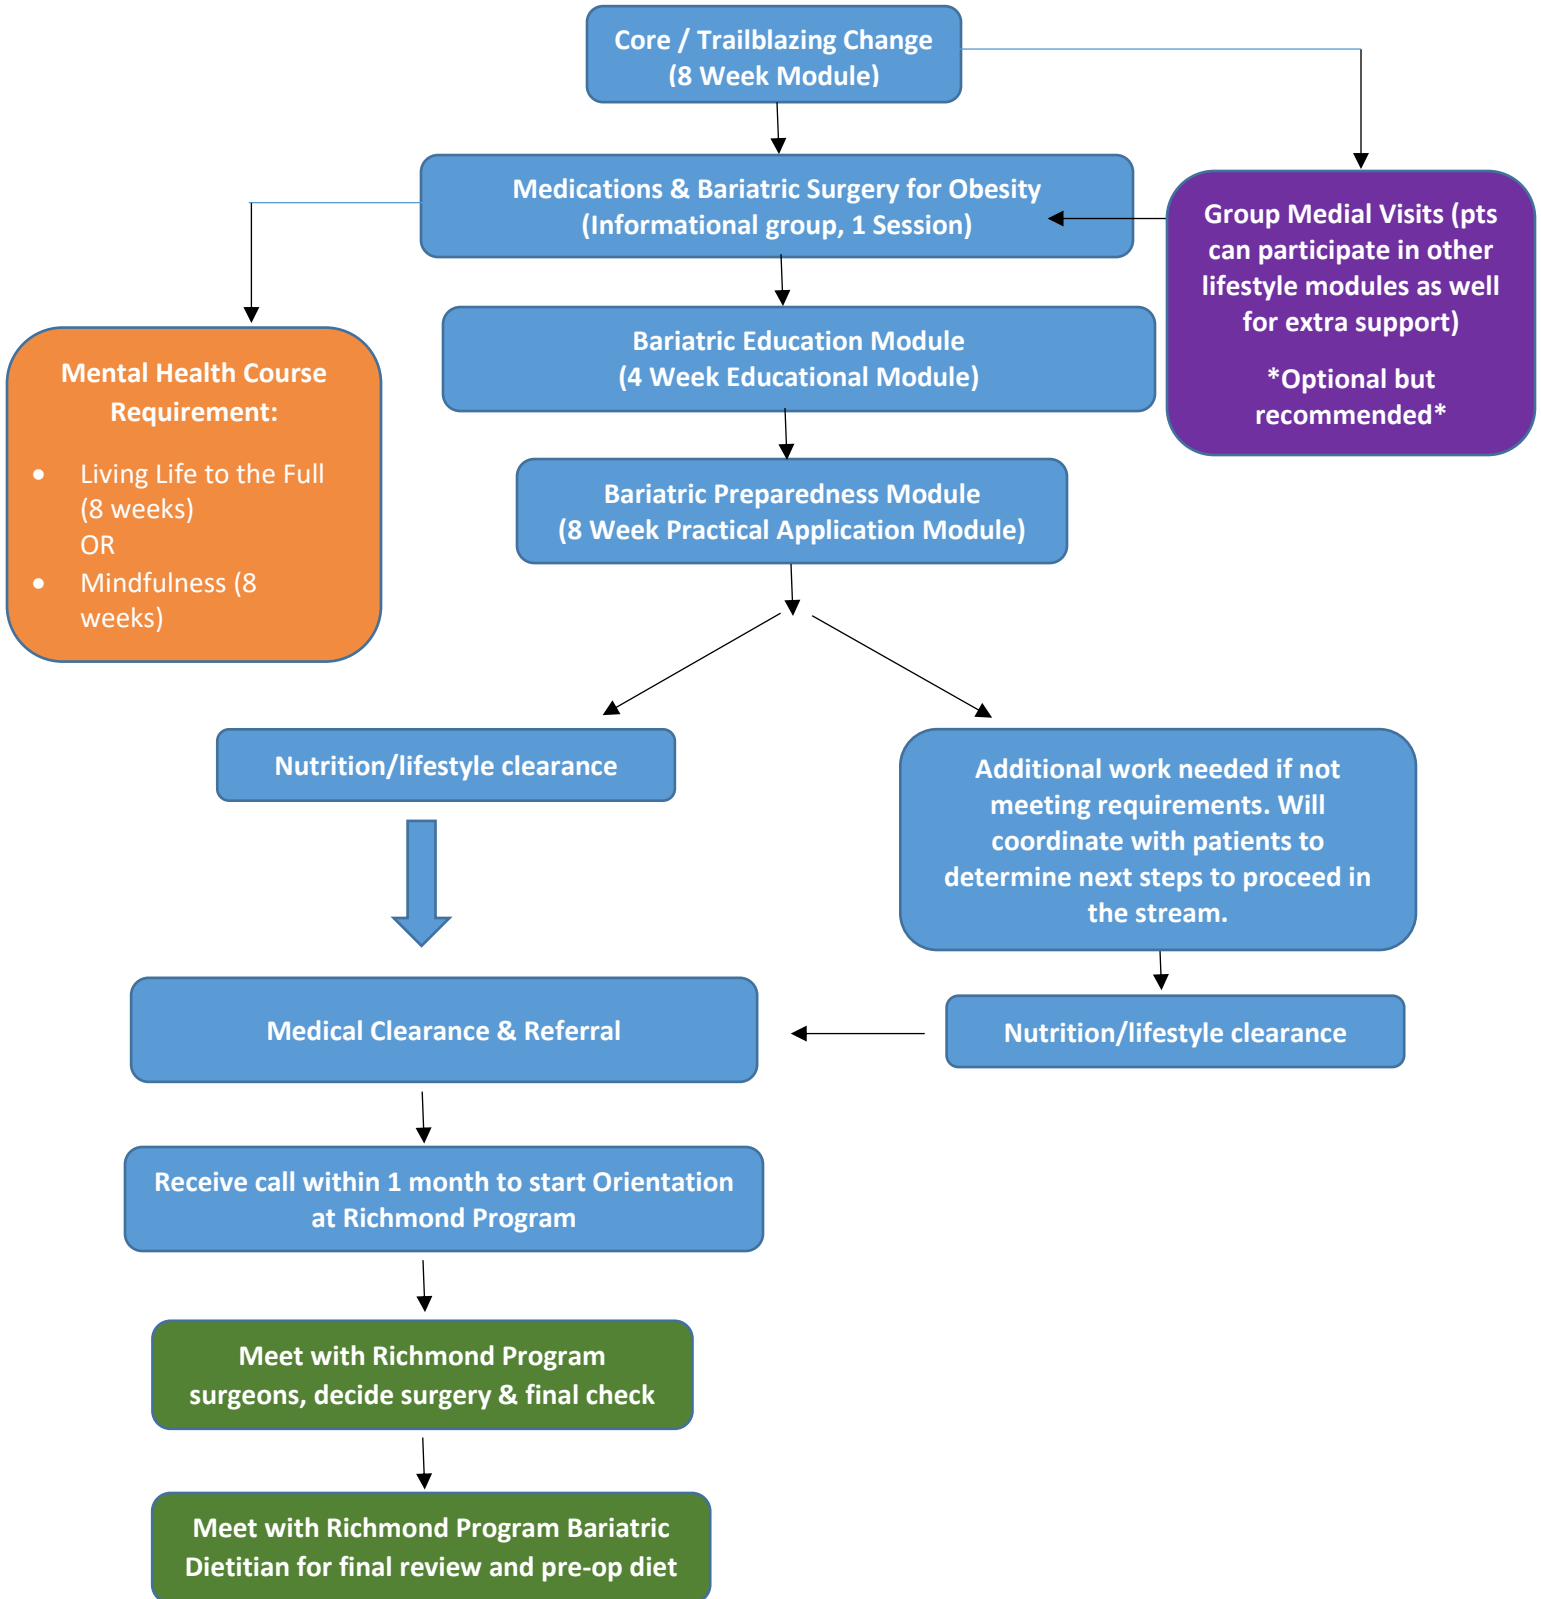 Core / Trailblazing Change
(8 Week Module)
Medications & Bariatric Surgery for Obesity
(Informational group, 1 Session)
Group Medial Visits (pts
can participate in other
lifestyle modules as well
for extra support)
*Optional but
recommended*
Bariatric Education Module
(4 Week Educational Module)
Mental Health Course
Requirement:
• Living Life to the Full
(8 weeks)
OR
• Mindfulness (8
weeks)
Bariatric Preparedness Module
(8 Week Practical Application Module)
Nutrition/lifestyle clearance
Additional work needed if not
meeting requirements. Will
coordinate with patients to
determine next steps to proceed in
the stream.
Medical Clearance & Referral
Nutrition/lifestyle clearance
Receive call within 1 month to start Orientation
at Richmond Program
Meet with Richmond Program
surgeons, decide surgery & final check
Meet with Richmond Program Bariatric
Dietitian for final review and pre-op diet